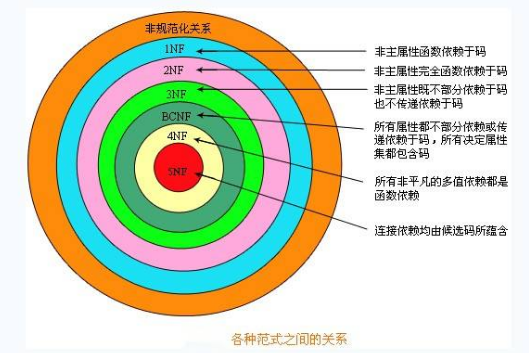 非规范化关系
1NF
非主属性函数依赖于码
2NF
非主属性完全函数依赖于码
3NF
非主属性既不部分依赖于码
也不传递依赖于码
BCNF
所有属性都不部分依赖或传
递依赖于码，所有决定属性
集都包含码
4NF
所有非平凡的多值依赖都是
函数依赖
5NF
连接依赖均由候选码所蕴含
各种范式之间的关系